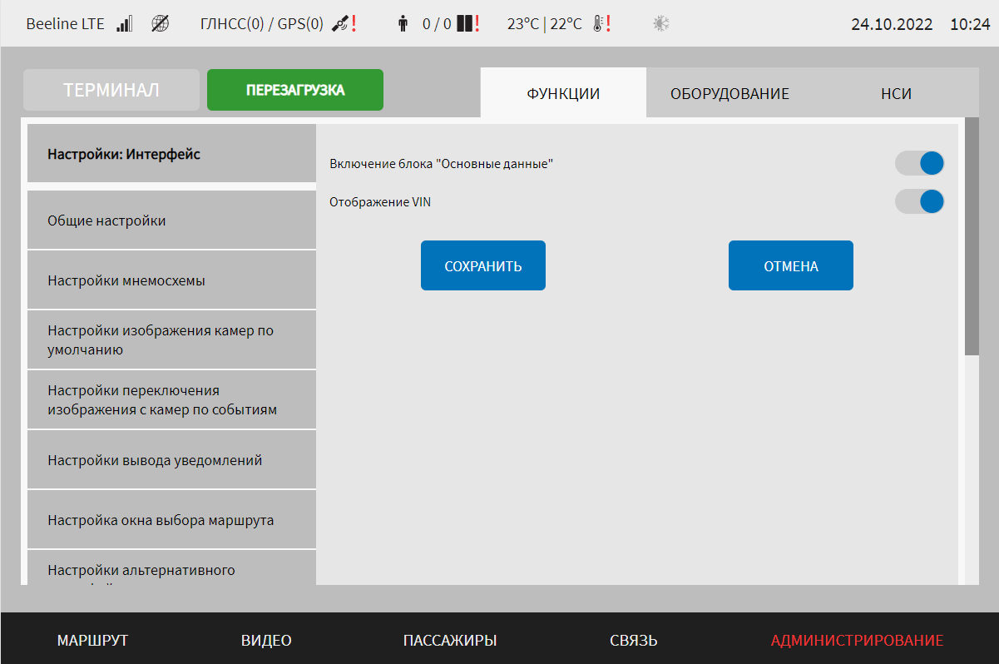 Beeline LTE ГЛНСС(0) / GPS(0) ! 0 / 0 ! 23°C | 22°C ! 24.10.2022 10:24
ТЕРМИНАЛ ПЕРЕЗАГРУЗКА ФУНКЦИИ ОБОРУДОВАНИЕ НСИ
Настройки: Интерфейс
Общие настройки
Настройки мнемосхемы
Настройки изображения камер по
умолчанию
Настройки переключения
изображения с камер по событиям
Настройки вывода уведомлений
Настройка окна выбора маршрута
Настройки альтернативного
Включение блока "Основные данные"
Отображение VIN
СОХРАНИТЬ ОТМЕНА
МАРШРУТ ВИДЕО ПАССАЖИРЫ СВЯЗЬ АДМИНИСТРИРОВАНИЕ